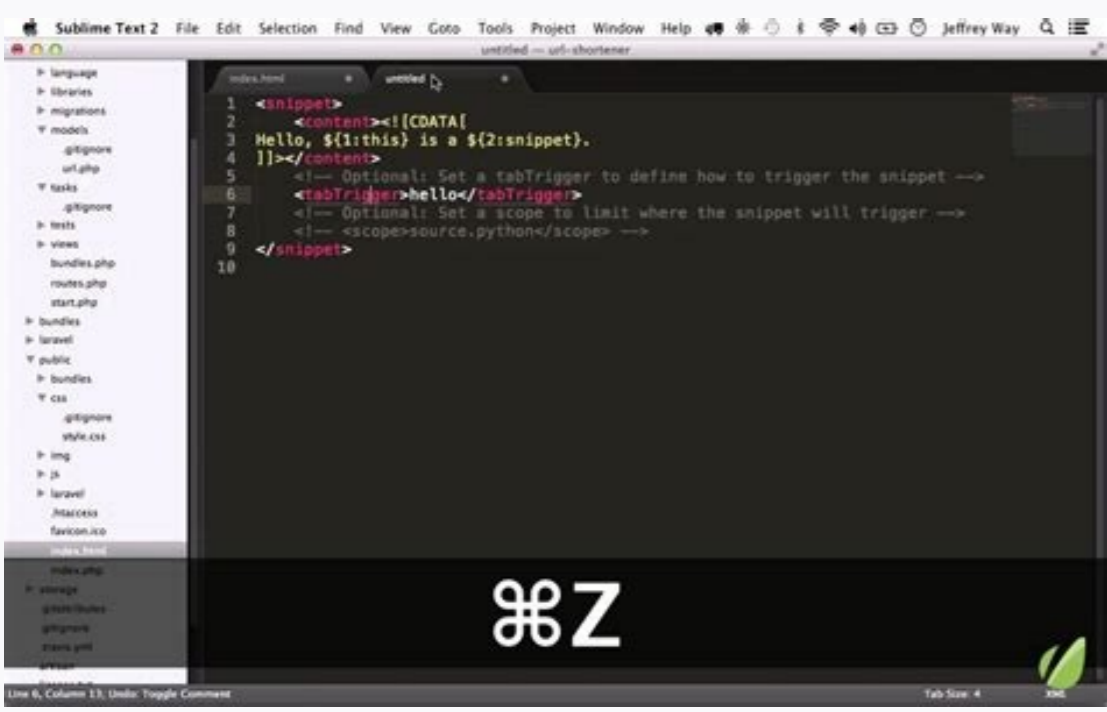 Sublime Text 2 File Edit Selection Find View Goto Tools Project Window Help Jeffrey Way
untitled — url-shortener
language
libraries
migrations
models
.gitignore
url.php
tasks
.gitignore
tests
views
bundles.php
routes.php
start.php
bundles
laravel
public
bundles
css
.gitignore
style.css
img
js
laravel
.htaccess
favicon.ico
index.html
index.php
storage
.gitattributes
.gitignore
.travis.yml
artisan
index.html
untitled
1 <snippet>
2 <content><![CDATA[
3 Hello, ${1:this} is a ${2:snippet}.
4 ]]></content>
5 <!-- Optional: Set a tabTrigger to define how to trigger the snippet -->
6 <tabTrigger>hello</tabTrigger>
7 <!-- Optional: Set a scope to limit where the snippet will trigger -->
8 <!-- <scope>source.python</scope> -->
9 </snippet>
10
⌘Z
Line 6, Column 13; Undo: Toggle Comment
Tab Size: 4
XML